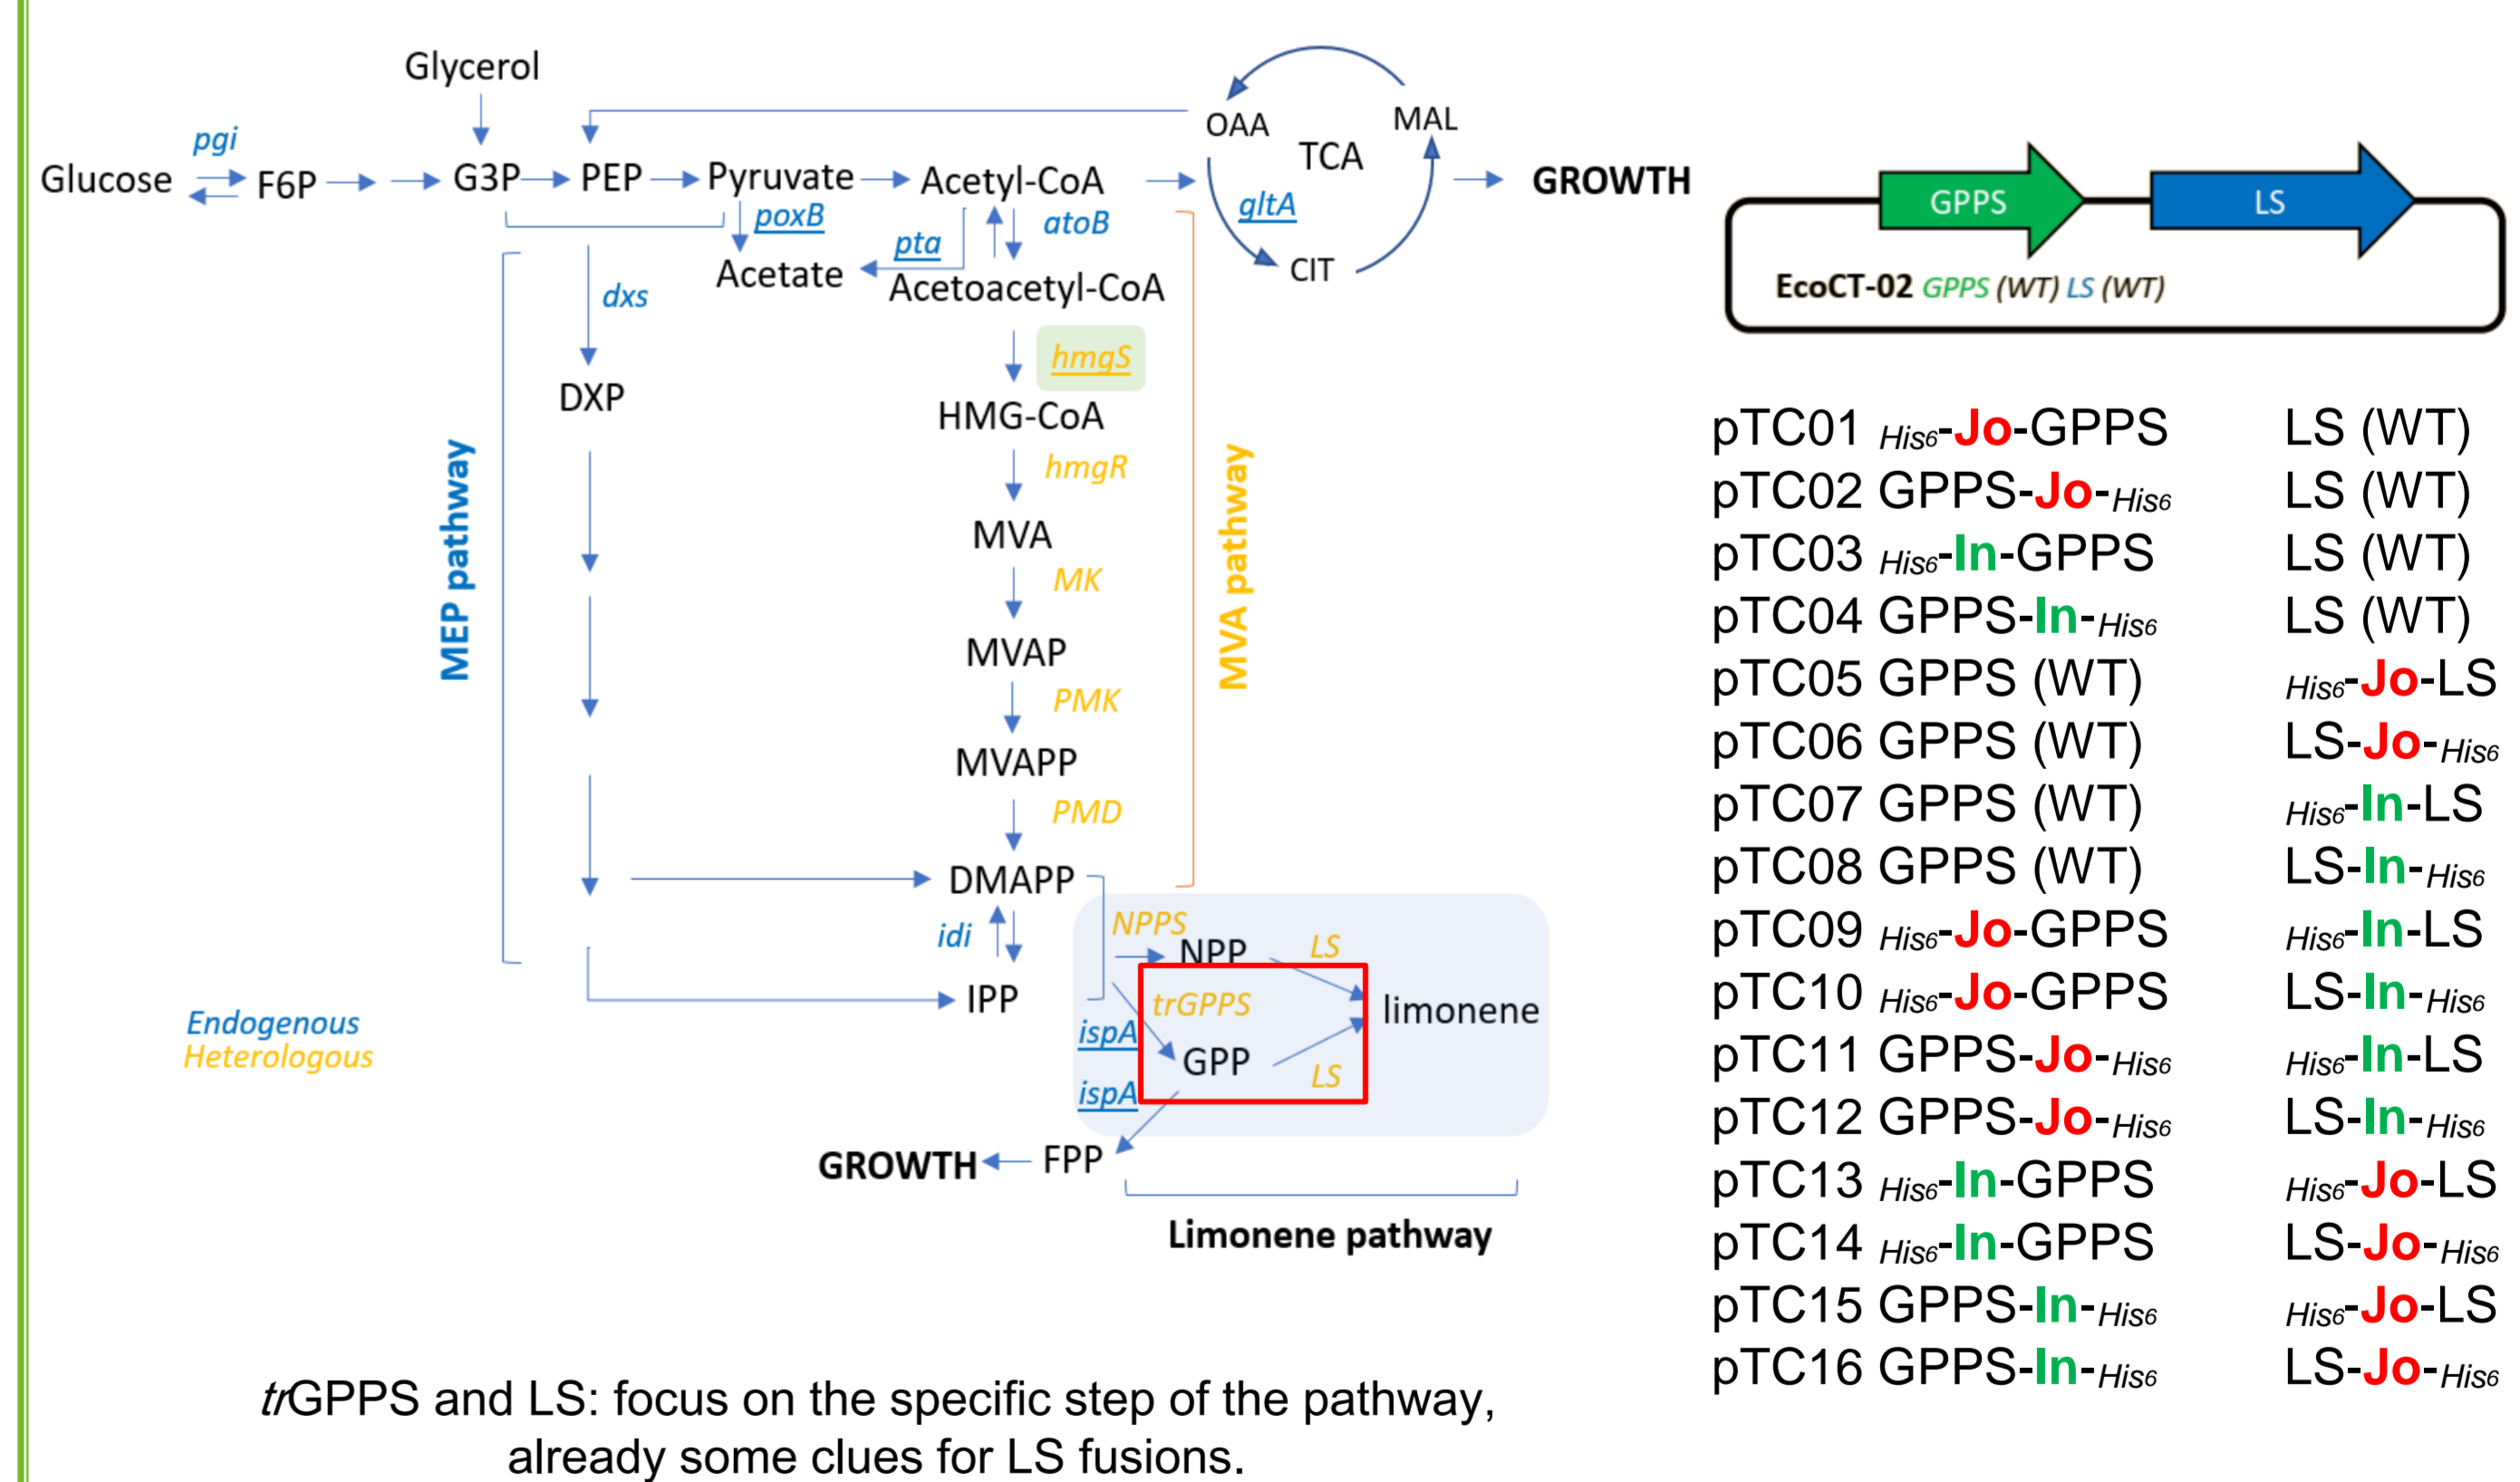 Glycerol
Glucose
pgi
F6P
G3P
PEP
Pyruvate
Acetyl-CoA
OAA
MAL
TCA
CIT
gltA
GROWTH
poxB
pta
atoB
Acetate
Acetoacetyl-CoA
dxs
DXP
hmgS
HMG-CoA
hmgR
MVA
MK
MVAP
PMK
MVAPP
PMD
MEP pathway
MVA pathway
DMAPP
idi
IPP
NPPS
NPP
LS
trGPPS
limonene
ispA
GPP
LS
ispA
GROWTH
FPP
Limonene pathway
Endogenous
Heterologous
trGPPS and LS: focus on the specific step of the pathway,
already some clues for LS fusions.
GPPS
LS
EcoCT-02 GPPS (WT) LS (WT)
pTC01 His6-Jo-GPPS LS (WT)
pTC02 GPPS-Jo-His6 LS (WT)
pTC03 His6-In-GPPS LS (WT)
pTC04 GPPS-In-His6 LS (WT)
pTC05 GPPS (WT) His6-Jo-LS
pTC06 GPPS (WT) LS-Jo-His6
pTC07 GPPS (WT) His6-In-LS
pTC08 GPPS (WT) LS-In-His6
pTC09 His6-Jo-GPPS His6-In-LS
pTC10 His6-Jo-GPPS LS-In-His6
pTC11 GPPS-Jo-His6 His6-In-LS
pTC12 GPPS-Jo-His6 LS-In-His6
pTC13 His6-In-GPPS His6-Jo-LS
pTC14 His6-In-GPPS LS-Jo-His6
pTC15 GPPS-In-His6 His6-Jo-LS
pTC16 GPPS-In-His6 LS-Jo-His6